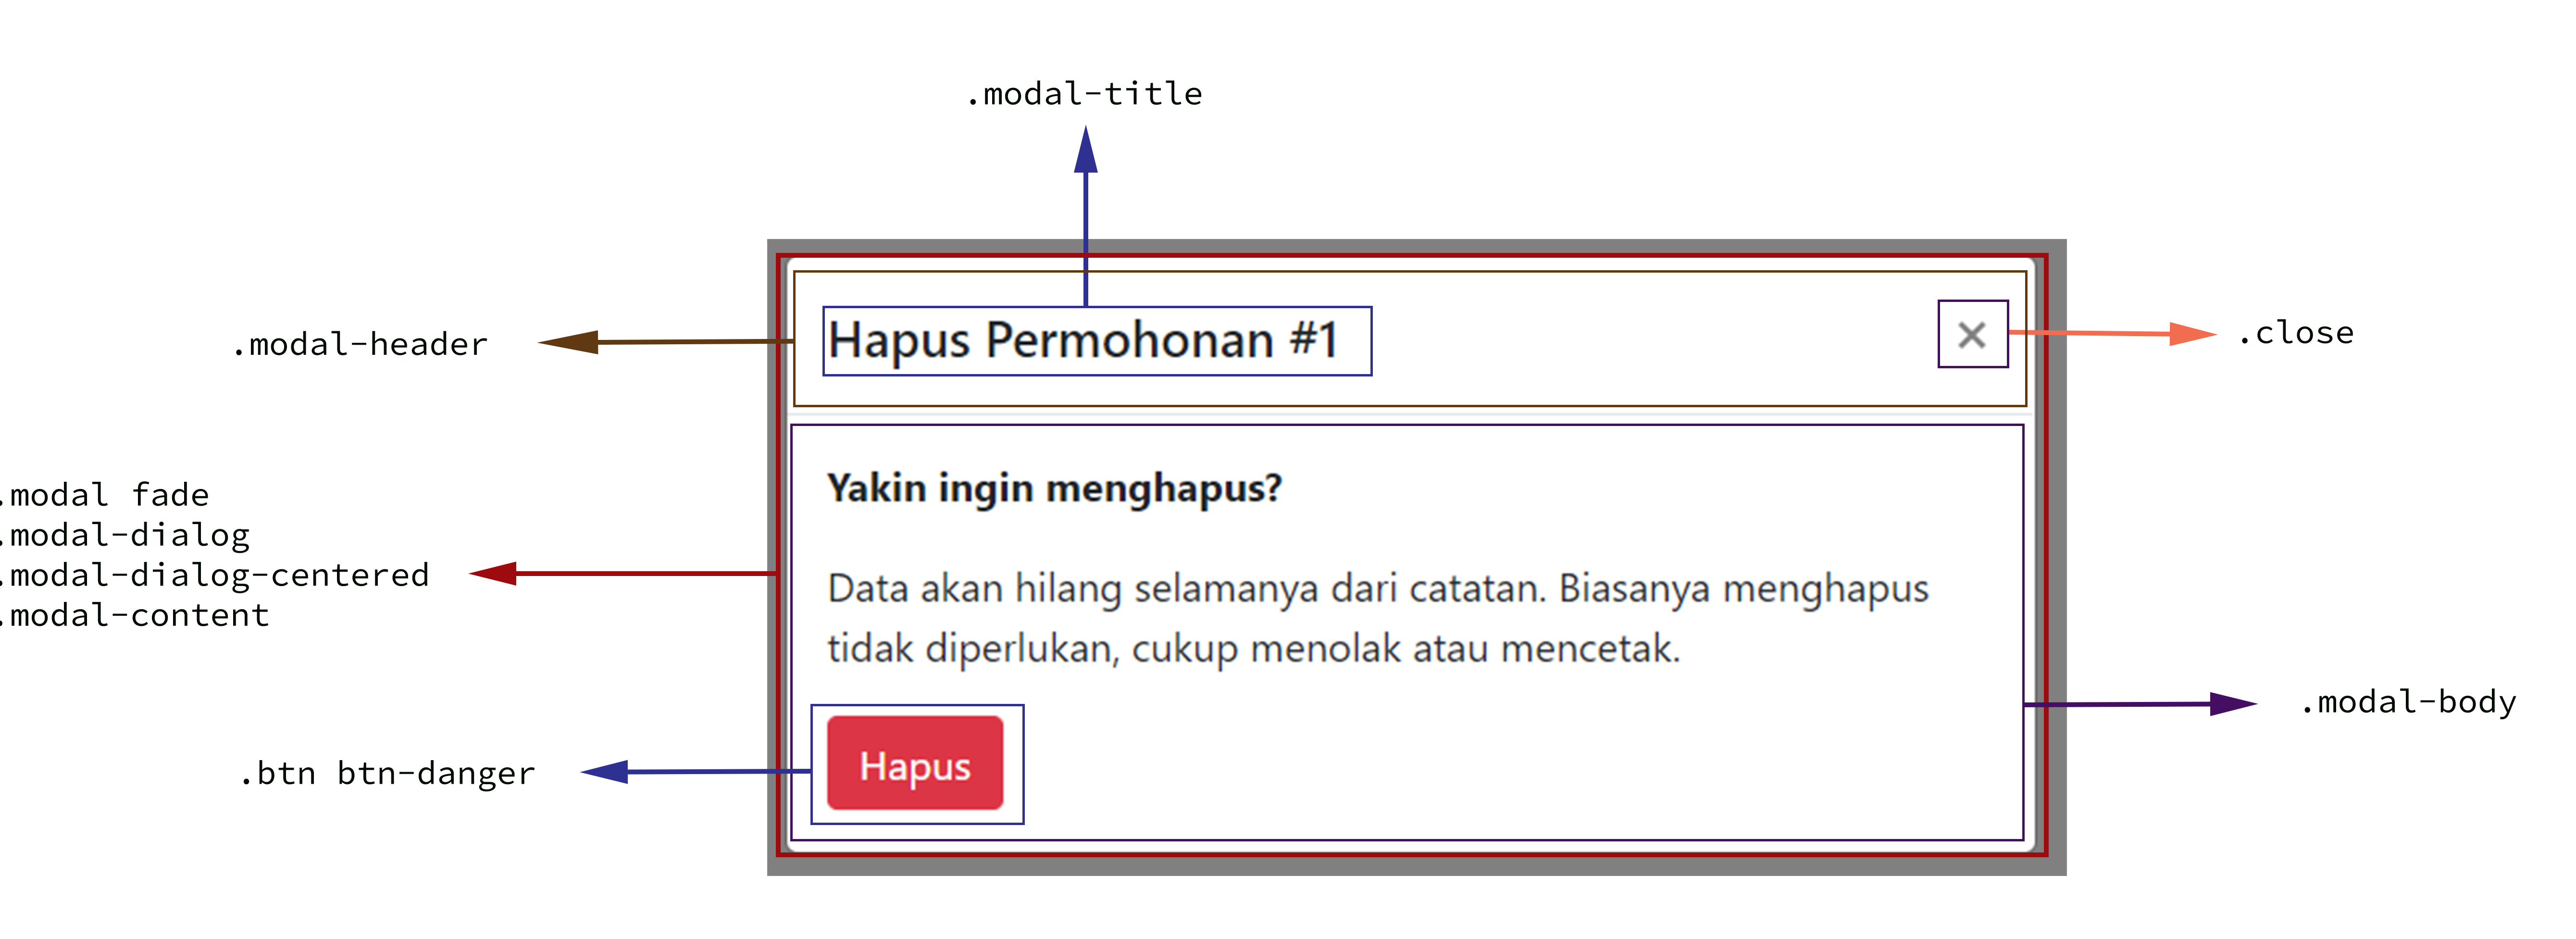 .modal-title
.modal-header
Hapus Permohonan #1
×
.close
.modal fade
.modal-dialog
.modal-dialog-centered
.modal-content
Yakin ingin menghapus?
Data akan hilang selamanya dari catatan. Biasanya menghapus
tidak diperlukan, cukup menolak atau mencetak.
.modal-body
.btn btn-danger
Hapus